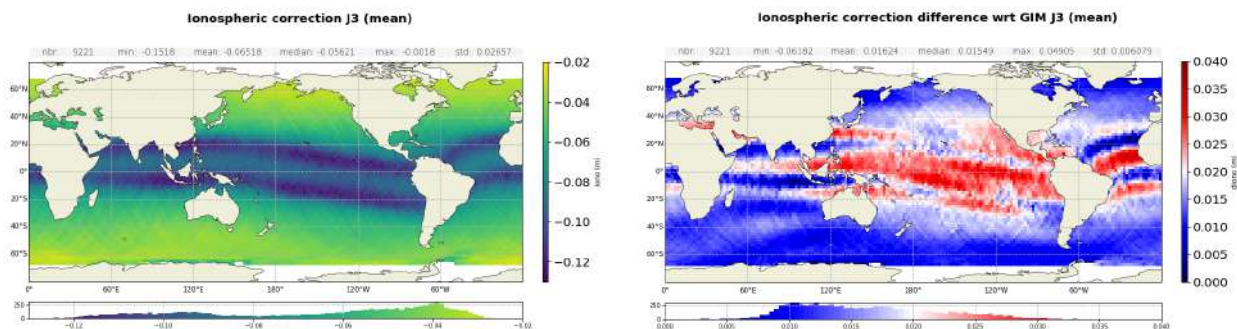 Ionospheric correction J3 (mean)
nbr: 9221 min: -0.1518 mean: -0.06518 median: -0.05621 max: -0.0018 std: 0.02657
60°N
40°N
20°N
0°
20°S
40°S
60°S
0°E 60°E 120°E 180° 120°W 60°W
−0.02
−0.04
−0.06
−0.08
−0.10
−0.12
iono (m)
250
0
−0.12 −0.10 −0.08 −0.06 −0.04 −0.02
Ionospheric correction difference wrt GIM J3 (mean)
nbr: 9221 min: -0.06182 mean: 0.01624 median: 0.01549 max: 0.04905 std: 0.006079
60°N
40°N
20°N
0°
20°S
40°S
60°S
0°E 60°E 120°E 180° 120°W 60°W
0.040
0.035
0.030
0.025
0.020
0.015
0.010
0.005
0.000
diono (m)
250
0
0.000 0.005 0.010 0.015 0.020 0.025 0.030 0.035 0.040